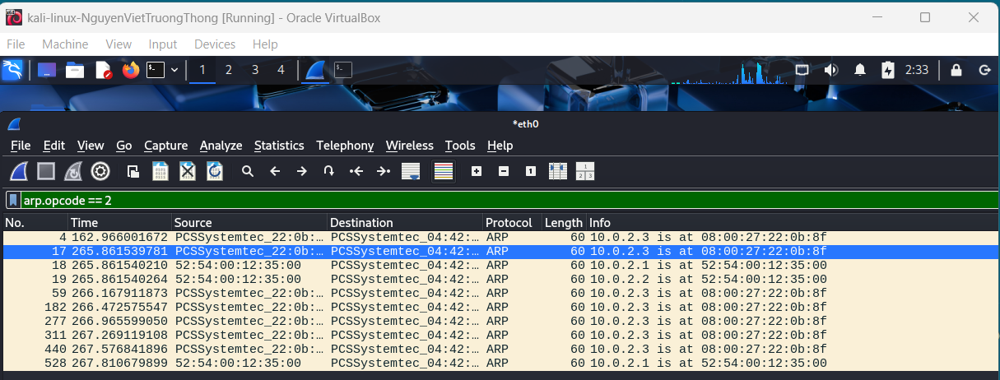 kali-linux-NguyenVietTruongThong [Running] - Oracle VirtualBox
File Machine View Input Devices Help
1 2 3 4 2:33
*eth0
File Edit View Go Capture Analyze Statistics Telephony Wireless Tools Help
arp.opcode == 2
No. Time Source Destination Protocol Length Info
4 162.966001672 PCSSystemtec_22:0b:… PCSSystemtec_04:42:… ARP 60 10.0.2.3 is at 08:00:27:22:0b:8f
17 265.861539781 PCSSystemtec_22:0b:… PCSSystemtec_04:42:… ARP 60 10.0.2.3 is at 08:00:27:22:0b:8f
18 265.861540210 52:54:00:12:35:00 PCSSystemtec_04:42:… ARP 60 10.0.2.1 is at 52:54:00:12:35:00
19 265.861540264 52:54:00:12:35:00 PCSSystemtec_04:42:… ARP 60 10.0.2.2 is at 52:54:00:12:35:00
59 266.167911873 PCSSystemtec_22:0b:… PCSSystemtec_04:42:… ARP 60 10.0.2.3 is at 08:00:27:22:0b:8f
182 266.472575547 PCSSystemtec_22:0b:… PCSSystemtec_04:42:… ARP 60 10.0.2.3 is at 08:00:27:22:0b:8f
277 266.965599050 PCSSystemtec_22:0b:… PCSSystemtec_04:42:… ARP 60 10.0.2.3 is at 08:00:27:22:0b:8f
311 267.269119108 PCSSystemtec_22:0b:… PCSSystemtec_04:42:… ARP 60 10.0.2.3 is at 08:00:27:22:0b:8f
440 267.576841896 PCSSystemtec_22:0b:… PCSSystemtec_04:42:… ARP 60 10.0.2.3 is at 08:00:27:22:0b:8f
528 267.810679899 52:54:00:12:35:00 PCSSystemtec_04:42:… ARP 60 10.0.2.1 is at 52:54:00:12:35:00